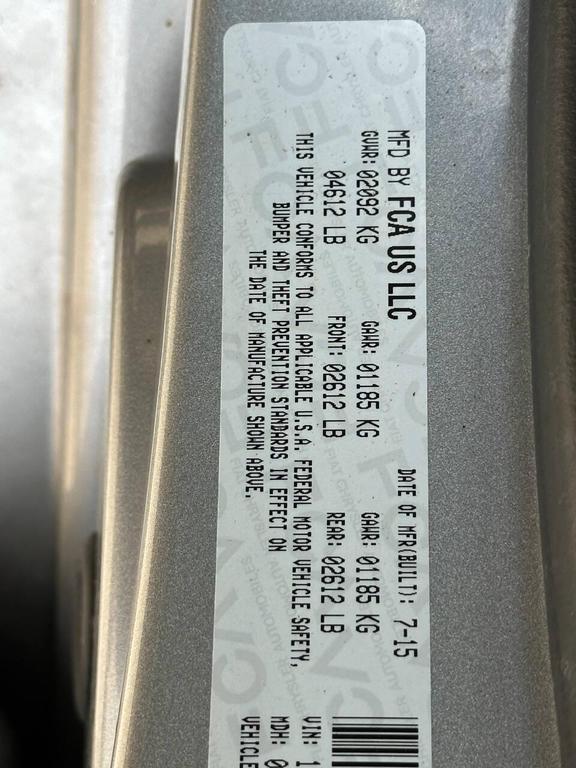 MFD BY FCA US LLC DATE OF MFR(BUILT): 7-15
GVWR: 02092 KG GAWR: 01185 KG GAWR: 01185 KG
04612 LB FRONT: 02612 LB REAR: 02612 LB
THIS VEHICLE CONFORMS TO ALL APPLICABLE U.S.A. FEDERAL MOTOR VEHICLE SAFETY,
BUMPER AND THEFT PREVENTION STANDARDS IN EFFECT ON
THE DATE OF MANUFACTURE SHOWN ABOVE.
VIN: 1
MDH: 0
VEHICLE